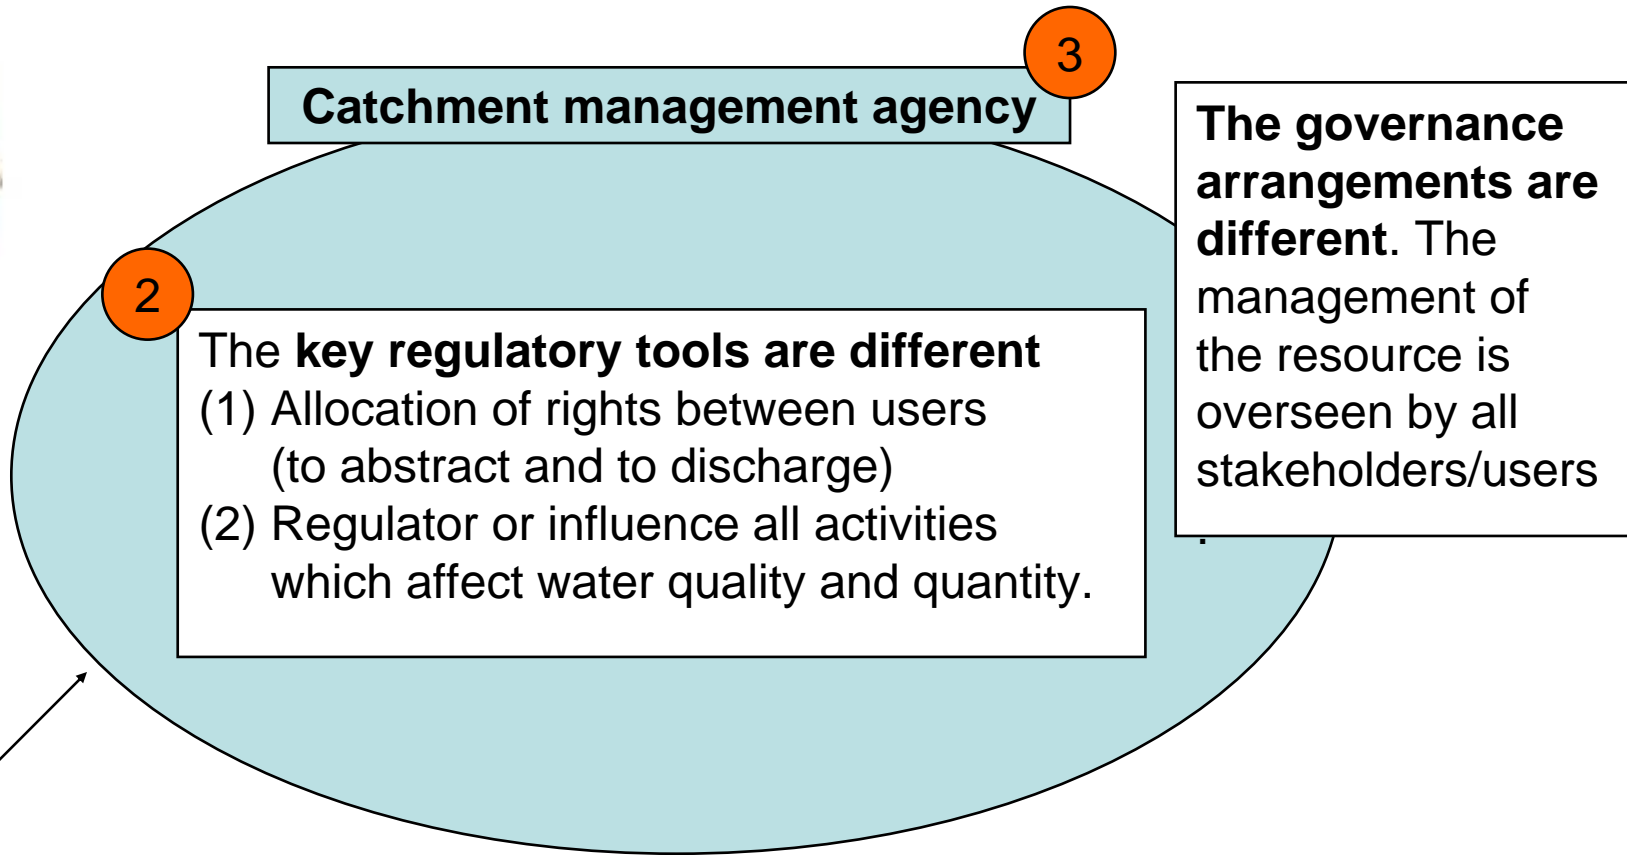 3
Catchment management agency
The governance
arrangements are
different. The
management of
the resource is
overseen by all
stakeholders/users
.
2
The key regulatory tools are different
(1) Allocation of rights between users
(to abstract and to discharge)
(2) Regulator or influence all activities
which affect water quality and quantity.